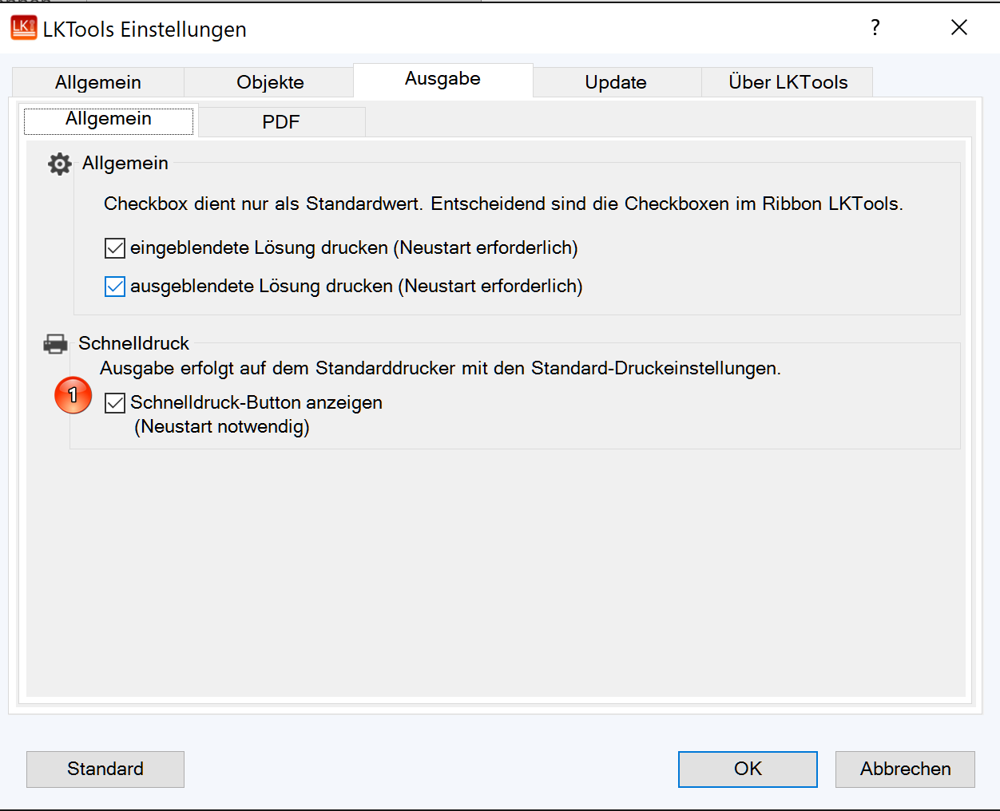 LK
LKTools Einstellungen
?
Allgemein
Objekte
Ausgabe
Update
Über LKTools
Allgemein
PDF
Allgemein
Checkbox dient nur als Standardwert. Entscheidend sind die Checkboxen im Ribbon LKTools.
eingeblendete Lösung drucken (Neustart erforderlich)
ausgeblendete Lösung drucken (Neustart erforderlich)
Schnelldruck
Ausgabe erfolgt auf dem Standarddrucker mit den Standard-Druckeinstellungen.
1
Schnelldruck-Button anzeigen
(Neustart notwendig)
Standard
OK
Abbrechen